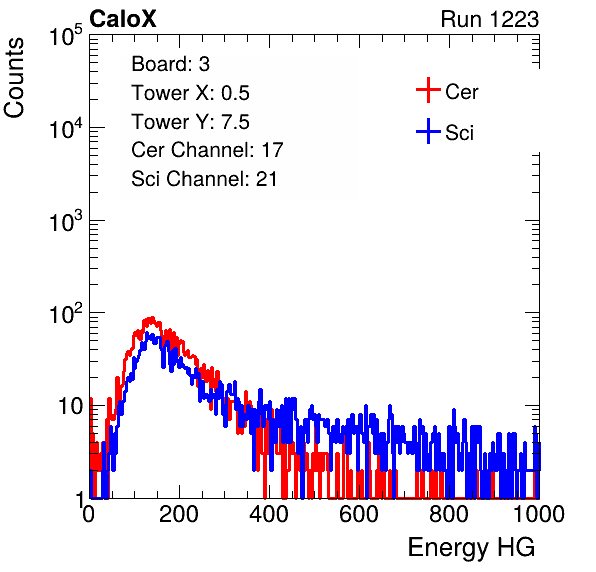 CaloX Run 1223
Counts
10^5
10^4
10^3
10^2
10
1
Board: 3
Tower X: 0.5
Tower Y: 7.5
Cer Channel: 17
Sci Channel: 21
Cer
Sci
0 200 400 600 800 1000
Energy HG